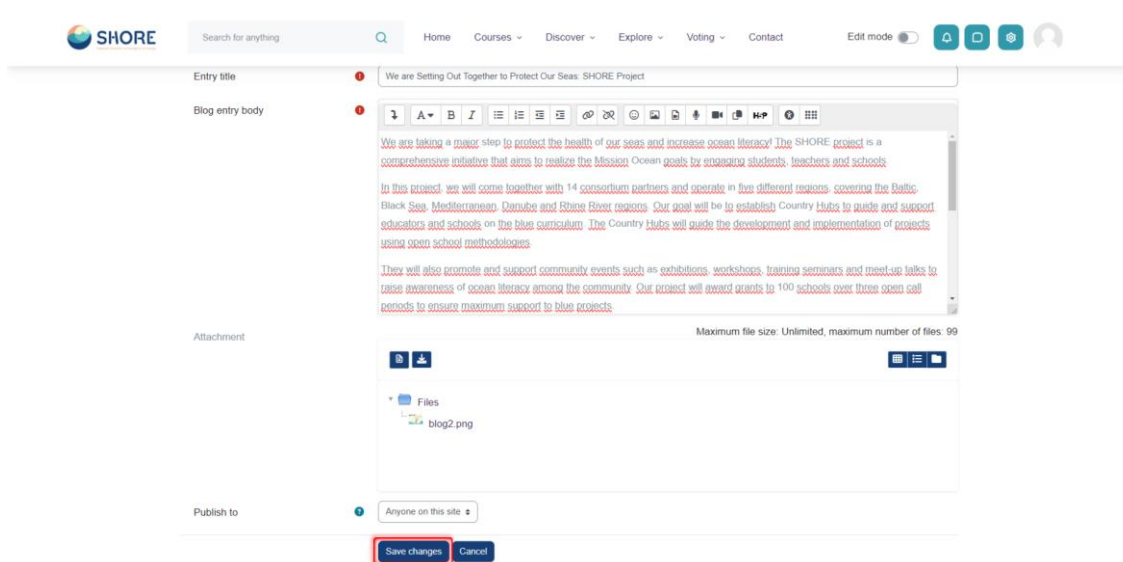 SHORE
Search for anything
Home Courses Discover Explore Voting Contact
Edit mode
Entry title
We are Setting Out Together to Protect Our Seas: SHORE Project
Blog entry body
A B I H-P
We are taking a major step to protect the health of our seas and increase ocean literacy! The SHORE project is a
comprehensive initiative that aims to realize the Mission Ocean goals by engaging students, teachers and schools.
In this project, we will come together with 14 consortium partners and operate in five different regions, covering the Baltic,
Black Sea, Mediterranean, Danube and Rhine River regions. Our goal will be to establish Country Hubs to guide and support
educators and schools on the blue curriculum. The Country Hubs will guide the development and implementation of projects
using open school methodologies.
They will also promote and support community events such as exhibitions, workshops, training seminars and meet-up talks to
raise awareness of ocean literacy among the community. Our project will award grants to 100 schools over three open call
periods to ensure maximum support to blue projects.
Attachment
Maximum file size: Unlimited, maximum number of files: 99
Files
blog2.png
Publish to
Anyone on this site
Save changes Cancel